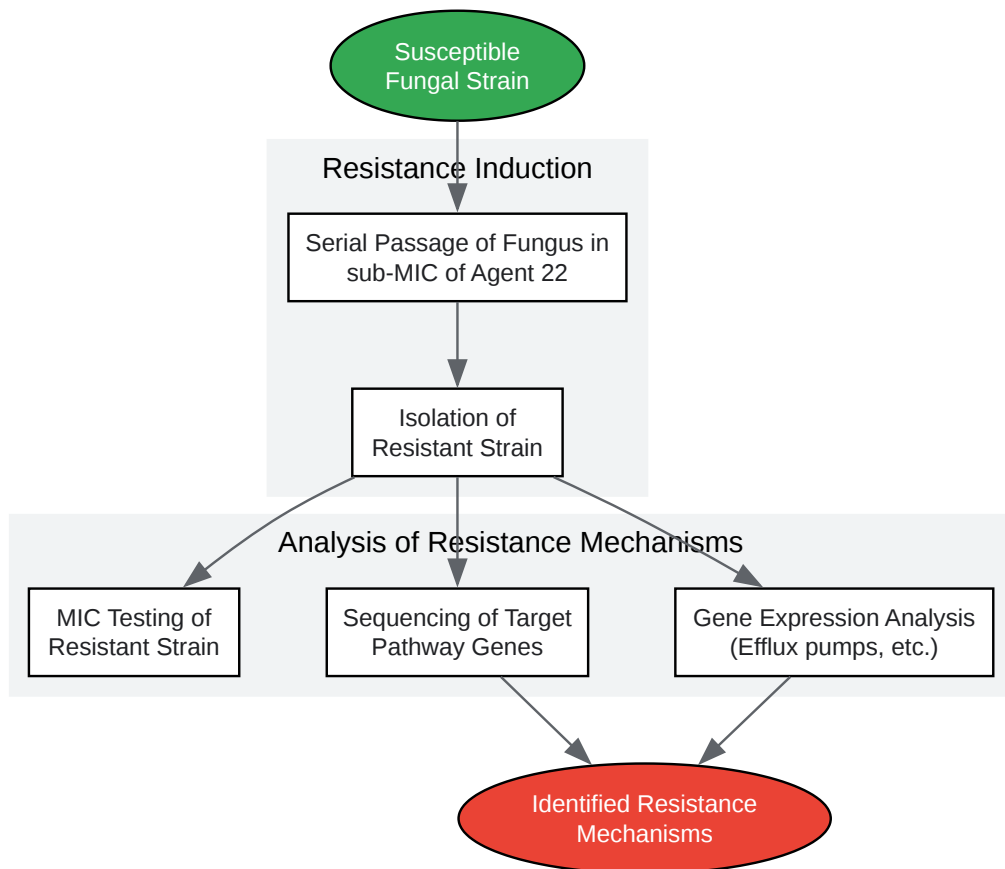 Susceptible
Fungal Strain
Resistance Induction
Serial Passage of Fungus in
sub-MIC of Agent 22
Isolation of
Resistant Strain
Analysis of Resistance Mechanisms
MIC Testing of
Resistant Strain
Sequencing of Target
Pathway Genes
Gene Expression Analysis
(Efflux pumps, etc.)
Identified Resistance
Mechanisms